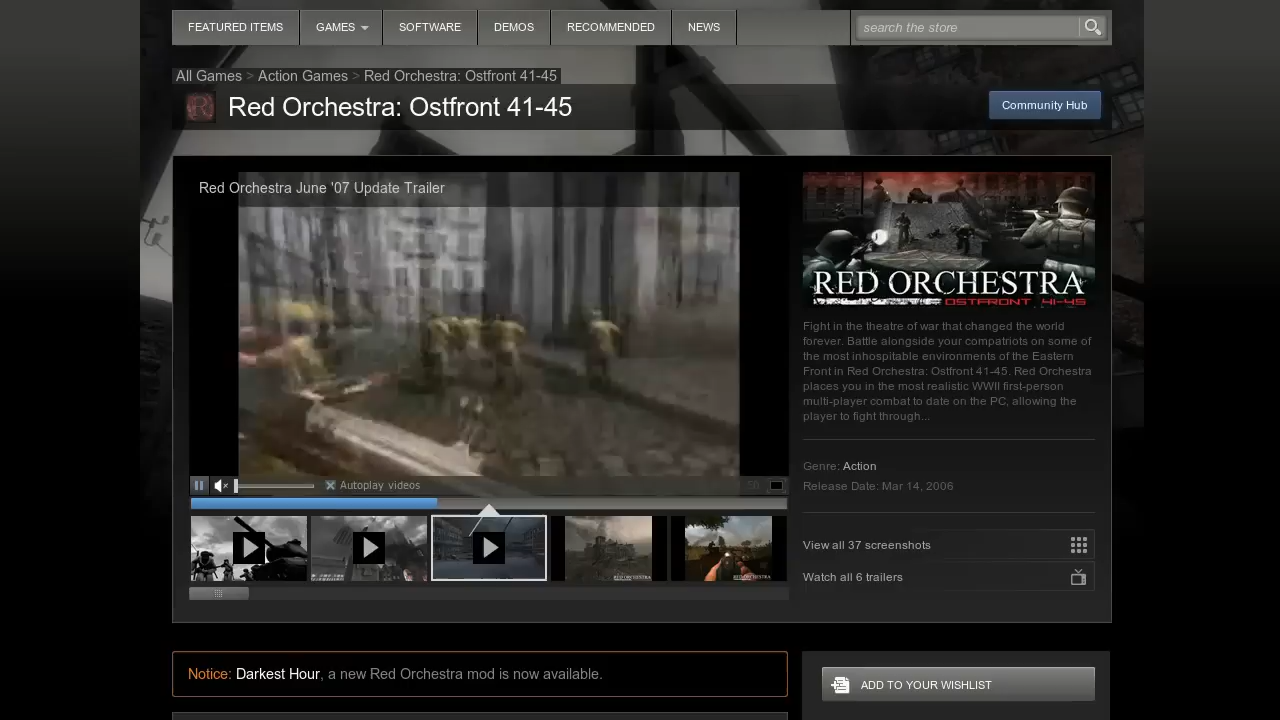 FEATURED ITEMS
GAMES
SOFTWARE
DEMOS
RECOMMENDED
NEWS
search the store
All Games > Action Games > Red Orchestra: Ostfront 41-45
Red Orchestra: Ostfront 41-45
Community Hub
Red Orchestra June '07 Update Trailer
RED ORCHESTRA
OSTFRONT 41-45
Fight in the theatre of war that changed the world
forever. Battle alongside your compatriots on some of
the most inhospitable environments of the Eastern
Front in Red Orchestra: Ostfront 41-45. Red Orchestra
places you in the most realistic WWII first-person
multi-player combat to date on the PC, allowing the
player to fight through...
Genre: Action
Release Date: Mar 14, 2006
Autoplay videos
View all 37 screenshots
Watch all 6 trailers
Notice: Darkest Hour, a new Red Orchestra mod is now available.
ADD TO YOUR WISHLIST